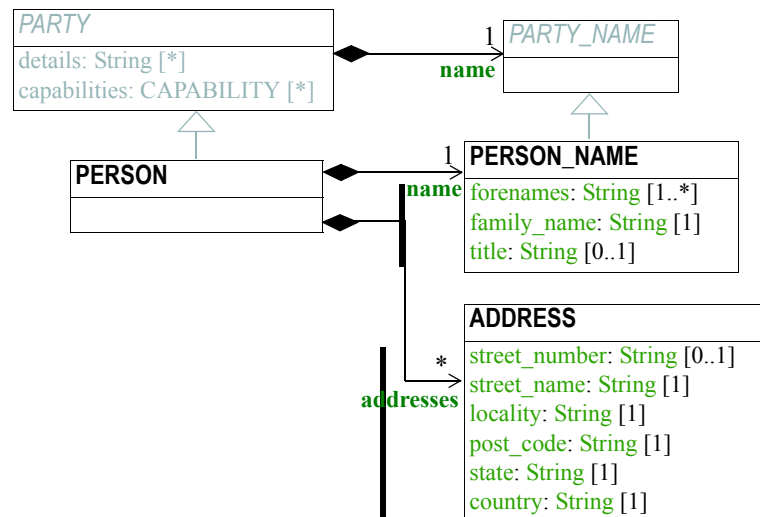 PARTY
details: String [*]
capabilities: CAPABILITY [*]
1
name
PARTY_NAME
PERSON
1
name
PERSON_NAME
forenames: String [1..*]
family_name: String [1]
title: String [0..1]
*
addresses
ADDRESS
street_number: String [0..1]
street_name: String [1]
locality: String [1]
post_code: String [1]
state: String [1]
country: String [1]